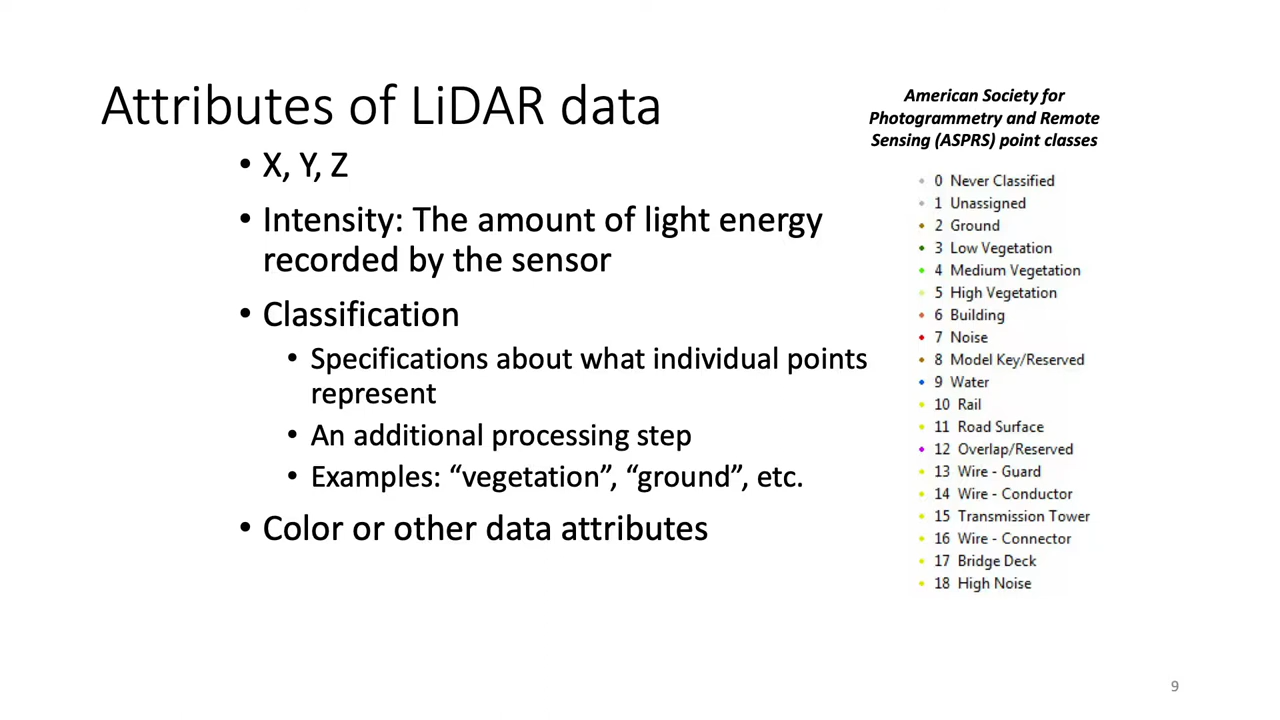 Attributes of LiDAR data
• X, Y, Z
• Intensity: The amount of light energy
recorded by the sensor
• Classification
• Specifications about what individual points
represent
• An additional processing step
• Examples: “vegetation”, “ground”, etc.
• Color or other data attributes
American Society for
Photogrammetry and Remote
Sensing (ASPRS) point classes
0 Never Classified
1 Unassigned
2 Ground
3 Low Vegetation
4 Medium Vegetation
5 High Vegetation
6 Building
7 Noise
8 Model Key/Reserved
9 Water
10 Rail
11 Road Surface
12 Overlap/Reserved
13 Wire - Guard
14 Wire - Conductor
15 Transmission Tower
16 Wire - Connector
17 Bridge Deck
18 High Noise
9